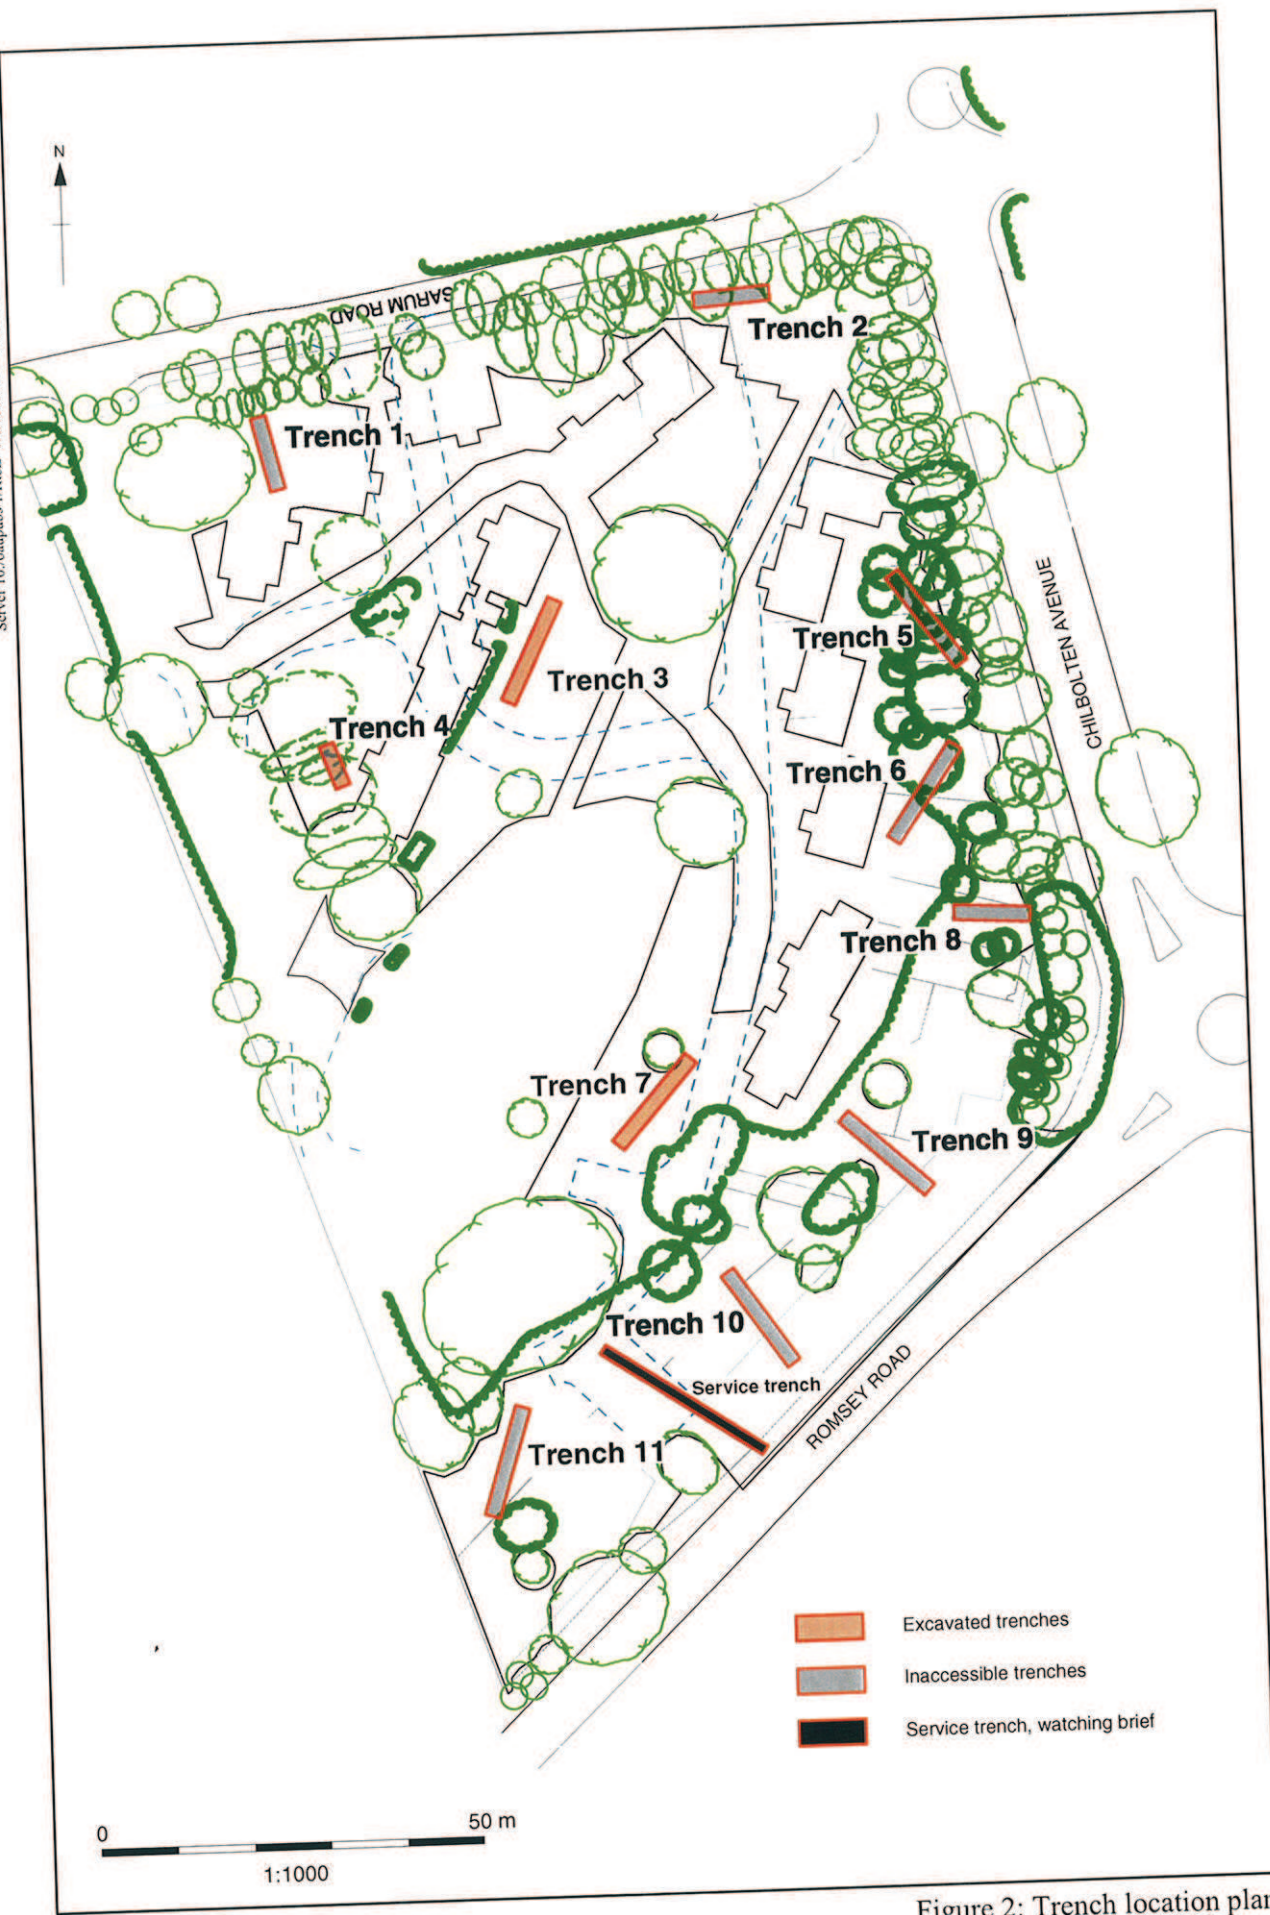 N
SARUM ROAD
Trench 2
Trench 1
CHILBOLTEN AVENUE
Trench 5
Trench 3
Trench 4
Trench 6
Trench 8
Trench 7
Trench 9
Trench 10
Service trench
ROMSEY ROAD
Trench 11
Excavated trenches
Inaccessible trenches
Service trench, watching brief
0 50 m
1:1000
Figure 2: Trench location plan